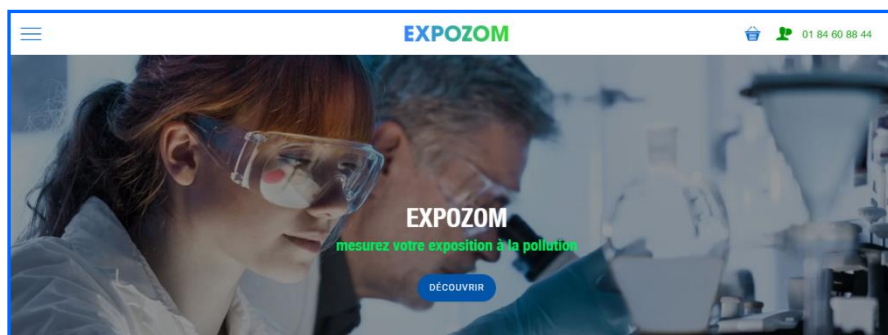 EXPOZOM
01 84 60 88 44
EXPOZOM
mesurez votre exposition à la pollution
DÉCOUVRIR